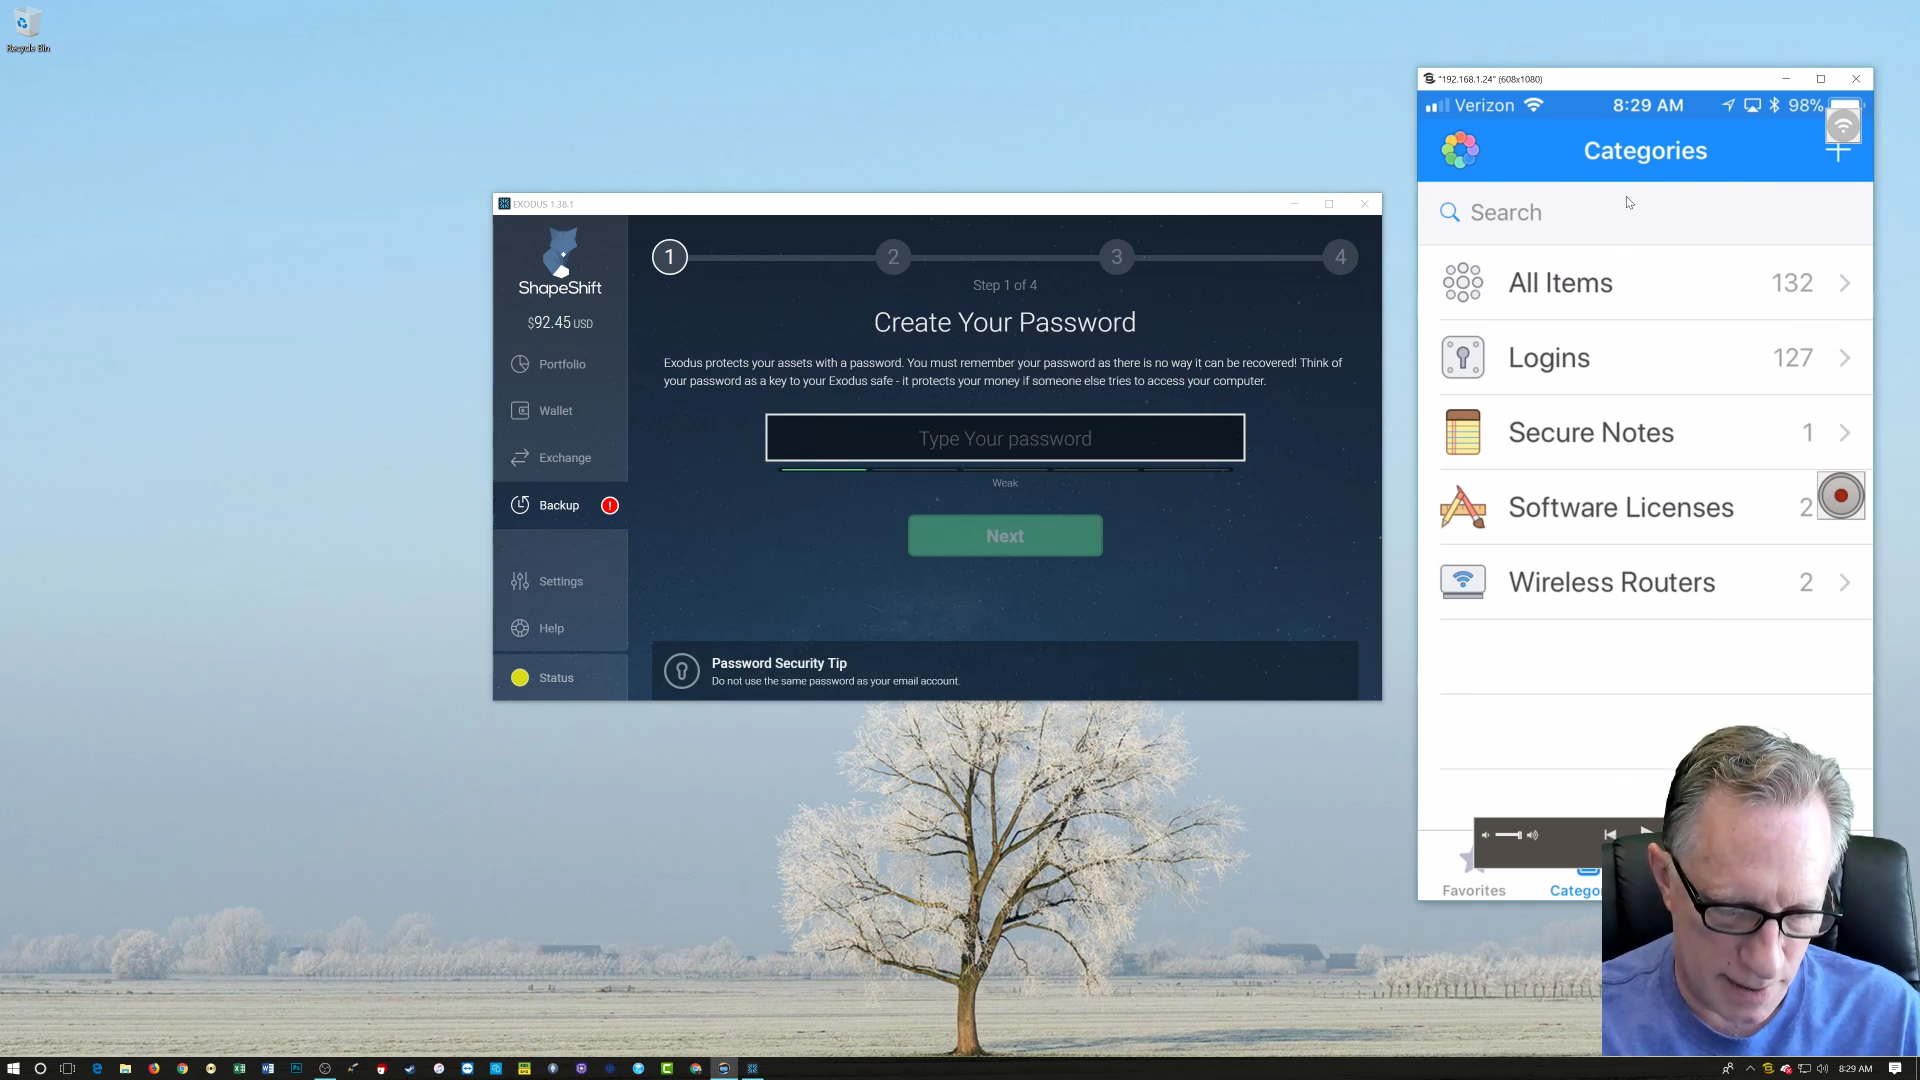 Recycle Bin
EXODUS 1.38.1
ShapeShift
$92.45 USD
Portfolio
Wallet
Exchange
Backup
!
Settings
Help
Status
1
2
3
4
Step 1 of 4
Create Your Password
Exodus protects your assets with a password. You must remember your password as there is no way it can be recovered! Think of
your password as a key to your Exodus safe - it protects your money if someone else tries to access your computer.
Type Your password
Weak
Next
Password Security Tip
Do not use the same password as your email account.
"192.168.1.24" (608x1080)
Verizon 8:29 AM 98%
Categories
Search
All Items 132
Logins 127
Secure Notes 1
Software Licenses 2
Wireless Routers 2
Favorites
Catego
8:29 AM